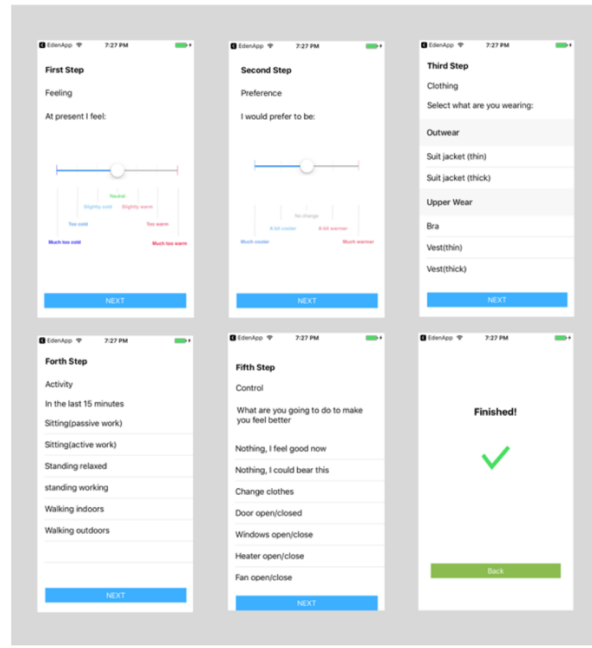 EdenApp 7:27 PM
First Step
Feeling
At present I feel:
Neutral
Slightly cold Slightly warm
Too cold Too warm
Much too cold Much too warm
NEXT
EdenApp 7:27 PM
Second Step
Preference
I would prefer to be:
No change
A bit cooler A bit warmer
Much cooler Much warmer
NEXT
EdenApp 7:27 PM
Third Step
Clothing
Select what are you wearing:
Outwear
Suit jacket (thin)
Suit jacket (thick)
Upper Wear
Bra
Vest(thin)
Vest(thick)
NEXT
EdenApp 7:27 PM
Forth Step
Activity
In the last 15 minutes
Sitting(passive work)
Sitting(active work)
Standing relaxed
standing working
Walking indoors
Walking outdoors
NEXT
EdenApp 7:27 PM
Fifth Step
Control
What are you going to do to make
you feel better
Nothing, I feel good now
Nothing, I could bear this
Change clothes
Door open/closed
Windows open/close
Heater open/close
Fan open/close
NEXT
EdenApp 7:27 PM
Finished!
Back